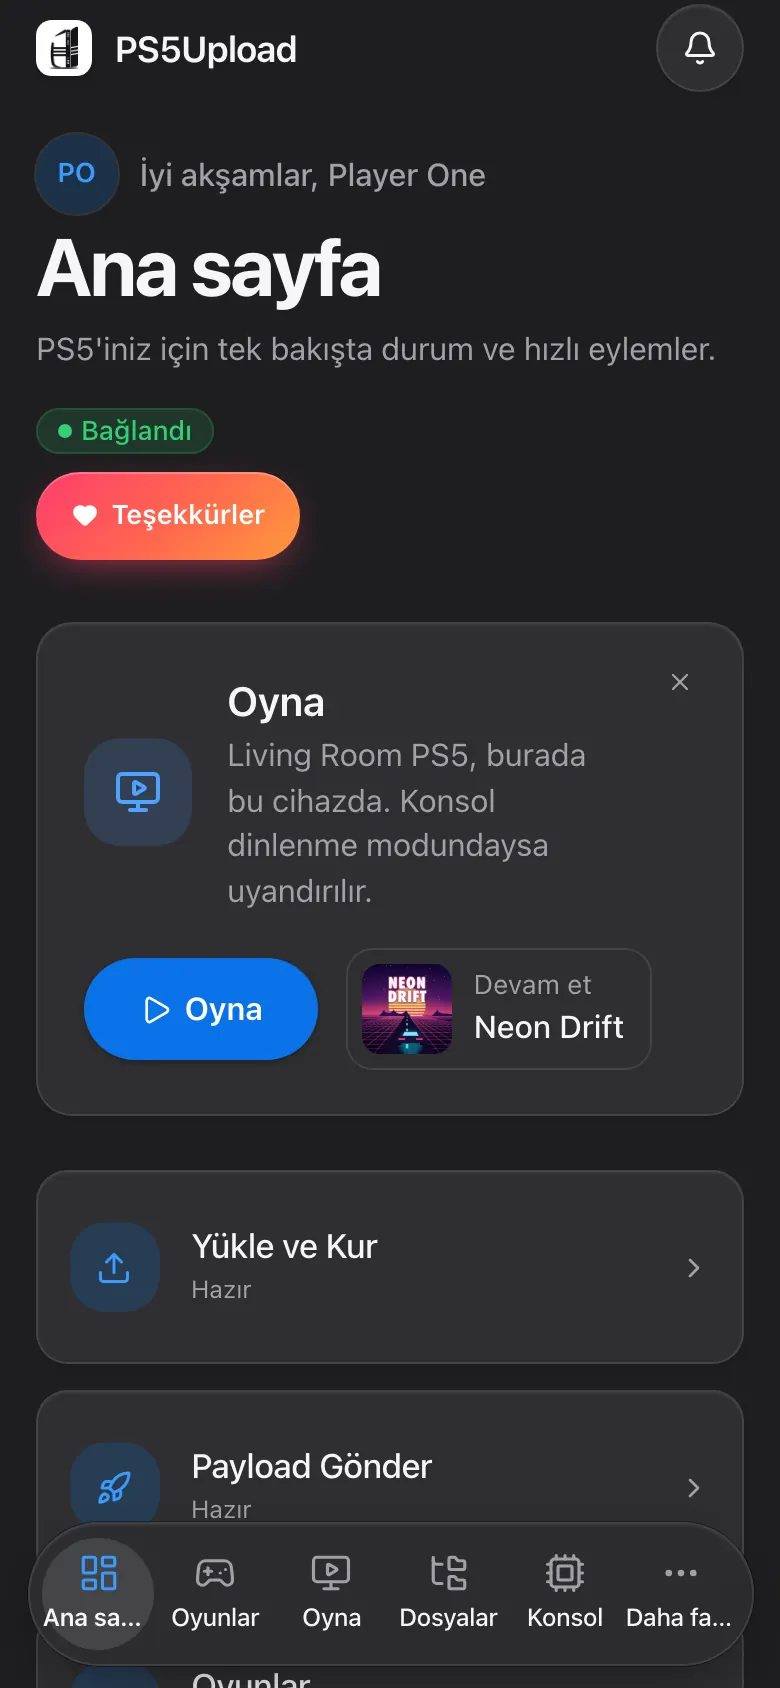 PS5Upload
PO
İyi akşamlar, Player One
Ana sayfa
PS5'iniz için tek bakışta durum ve hızlı eylemler.
Bağlandı
Teşekkürler
Oyna
Living Room PS5, burada
bu cihazda. Konsol
dinlenme modundaysa
uyandırılır.
Oyna
NEON
DRIFT
Devam et
Neon Drift
Yükle ve Kur
Hazır
Payload Gönder
Hazır
Ana sa...
Oyunlar
Oyna
Dosyalar
Konsol
Daha fa...
Oyunlar